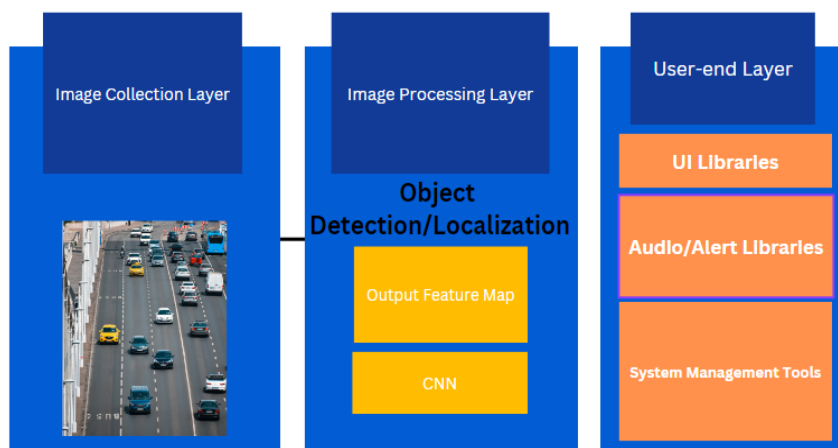 Image Collection Layer
Image Processing Layer
User-end Layer
Object
Detection/Localization
Output Feature Map
CNN
UI Libraries
Audio/Alert Libraries
System Management Tools